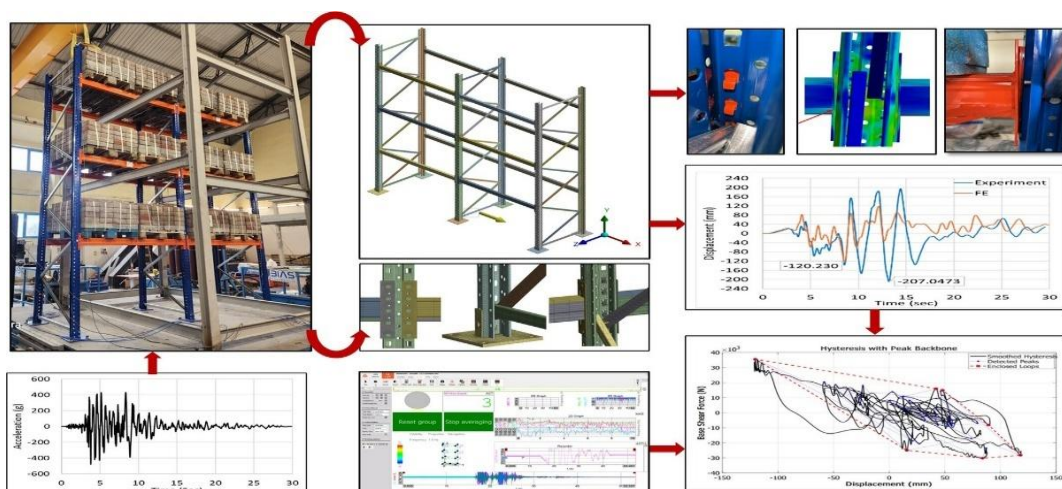 SVIE
600
400
200
0
-200
-400
-600
Acceleration (g)
0 5 10 15 20 25 30
Time (Sec)
Y
Z
X
Reset group
Stop averaging
3
240
200
160
120
80
40
0
-40
-80
-120
-160
-200
-240
Displacement (mm)
Experiment
FE
-120.230
-207.0473
0 5 10 15 20 25 30
Time (sec)
Hysteresis with Peak Backbone
Smoothed Hysteresis
Detected Peaks
Enclosed Loops
40
30
20
10
0
-10
-20
-30
-40
Base Shear Force [N]
-150 -100 -50 0 50 100 150
Displacement (mm)